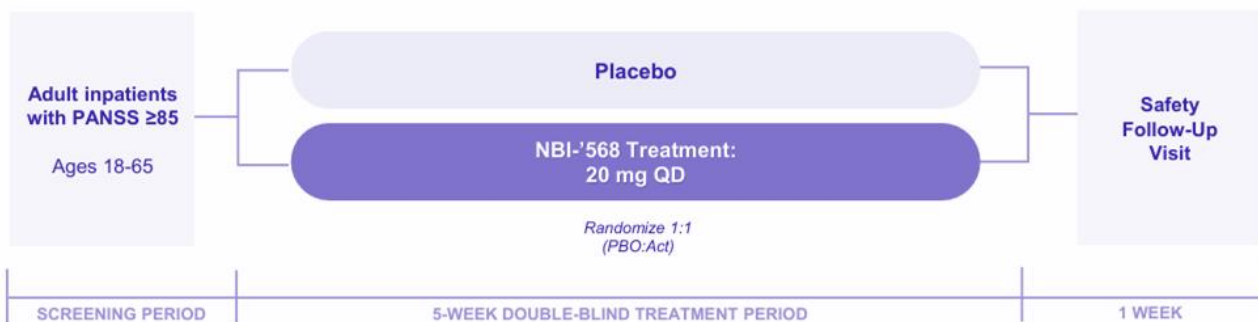 Adult inpatients
with PANSS ≥85
Ages 18-65
Placebo
NBI-'568 Treatment:
20 mg QD
Randomize 1:1
(PBO:Act)
Safety
Follow-Up
Visit
SCREENING PERIOD
5-WEEK DOUBLE-BLIND TREATMENT PERIOD
1 WEEK